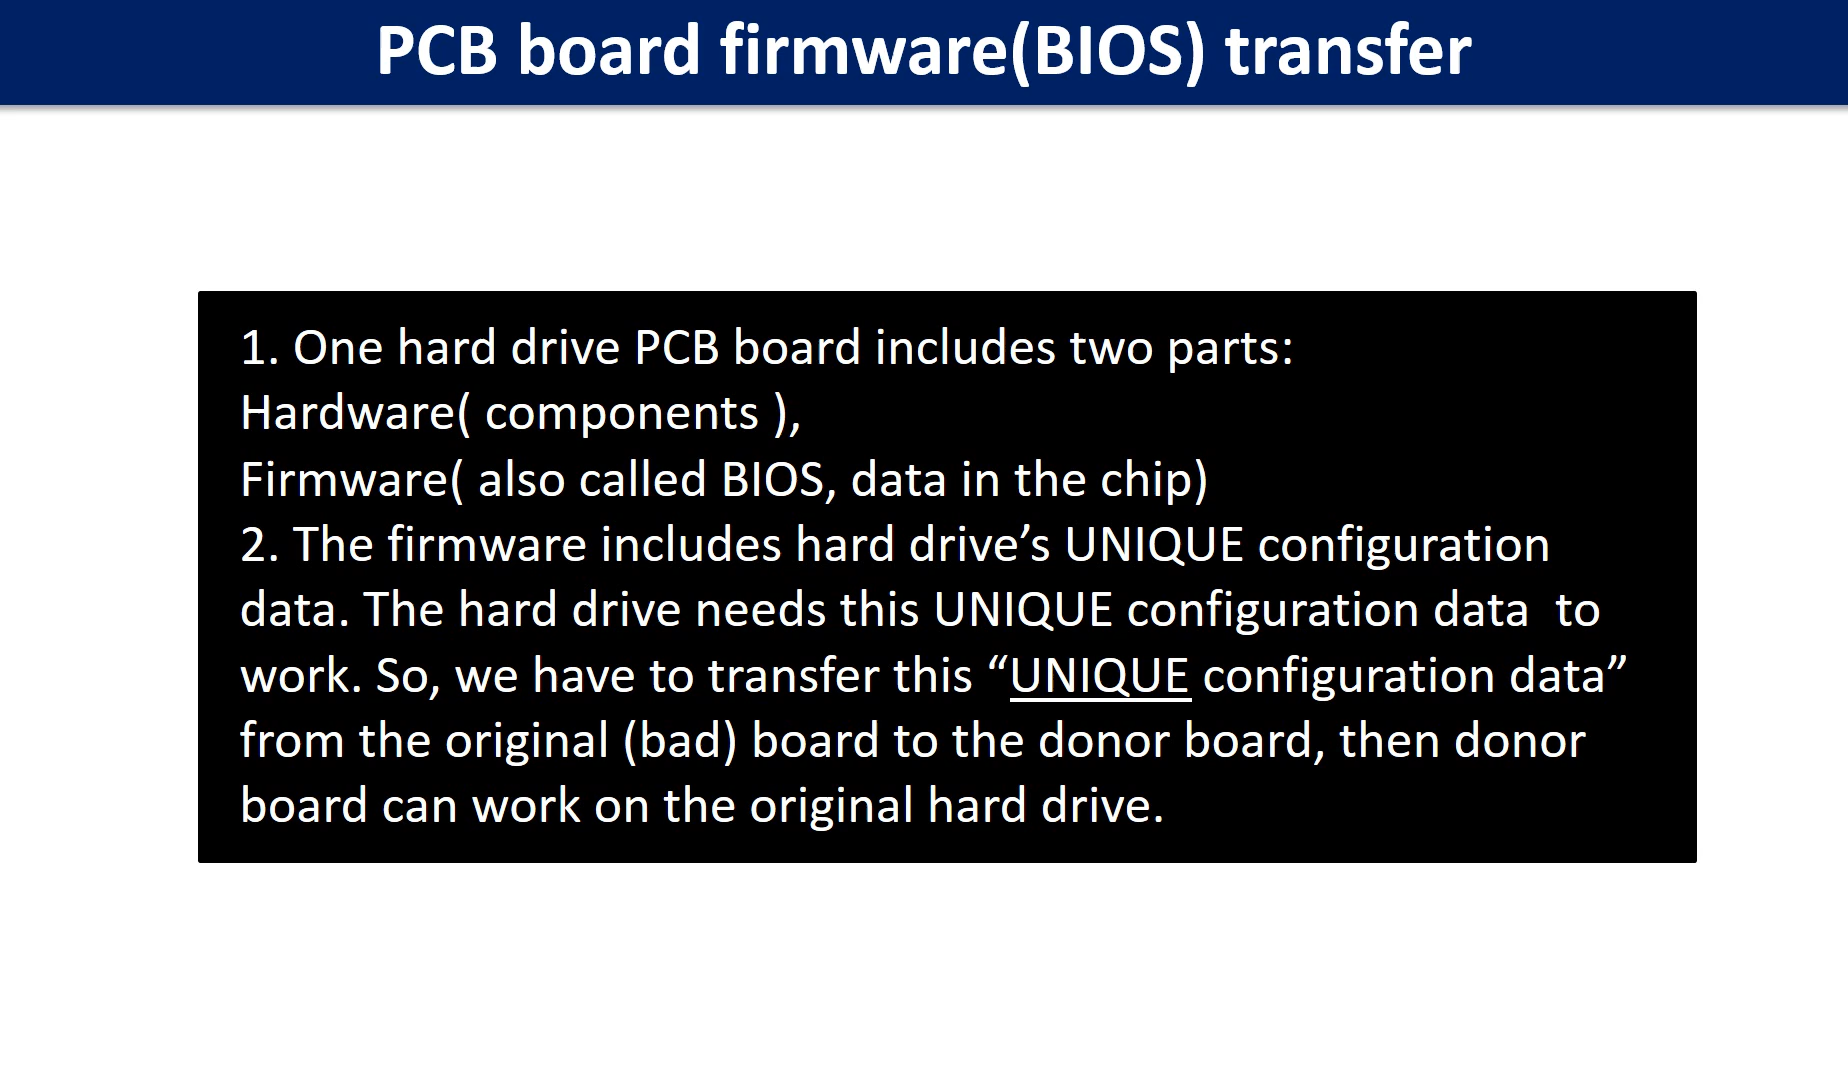 PCB board firmware(BIOS) transfer
1. One hard drive PCB board includes two parts:
Hardware( components ),
Firmware( also called BIOS, data in the chip)
2. The firmware includes hard drive’s UNIQUE configuration
data. The hard drive needs this UNIQUE configuration data  to
work. So, we have to transfer this “UNIQUE configuration data”
from the original (bad) board to the donor board, then donor
board can work on the original hard drive.